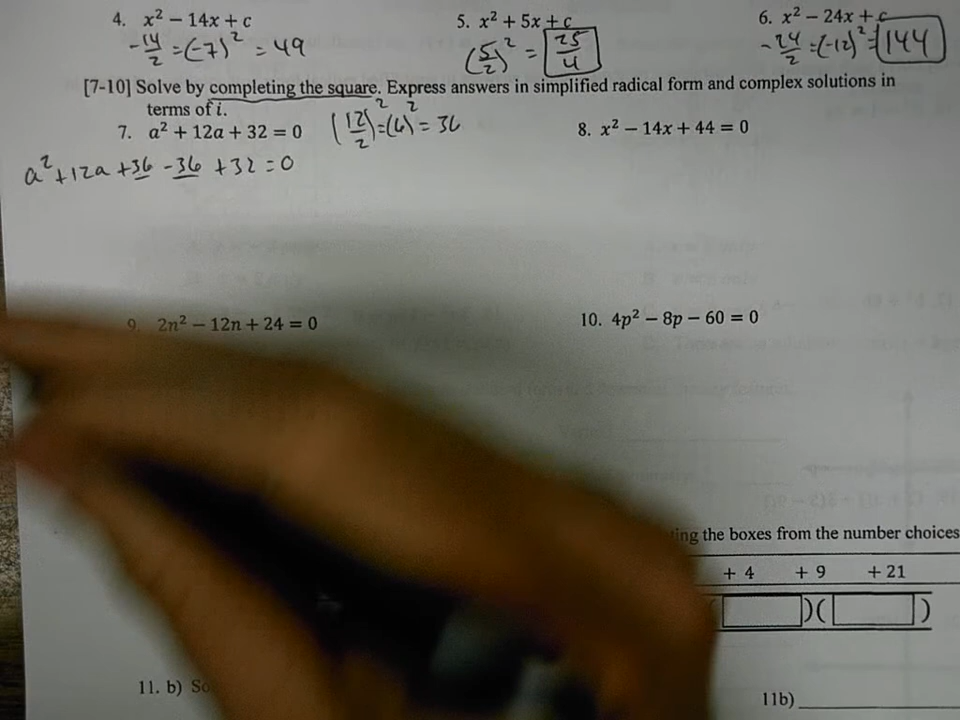 4. x² − 14x + c
-14/2 = (-7)² = 49
5. x² + 5x + c
(5/2)² = 25/4
6. x² − 24x + c
-24/2 = (-12)² = 144
[7-10] Solve by completing the square. Express answers in simplified radical form and complex solutions in
terms of i.
7. a² + 12a + 32 = 0
(12/2)² = (6)² = 36
8. x² − 14x + 44 = 0
a² + 12a + 36 - 36 + 32 = 0
9. 2n² − 12n + 24 = 0
10. 4p² − 8p − 60 = 0
the boxes from the number choices
+ 4 + 9 + 21
)( )
11. b)
11b)